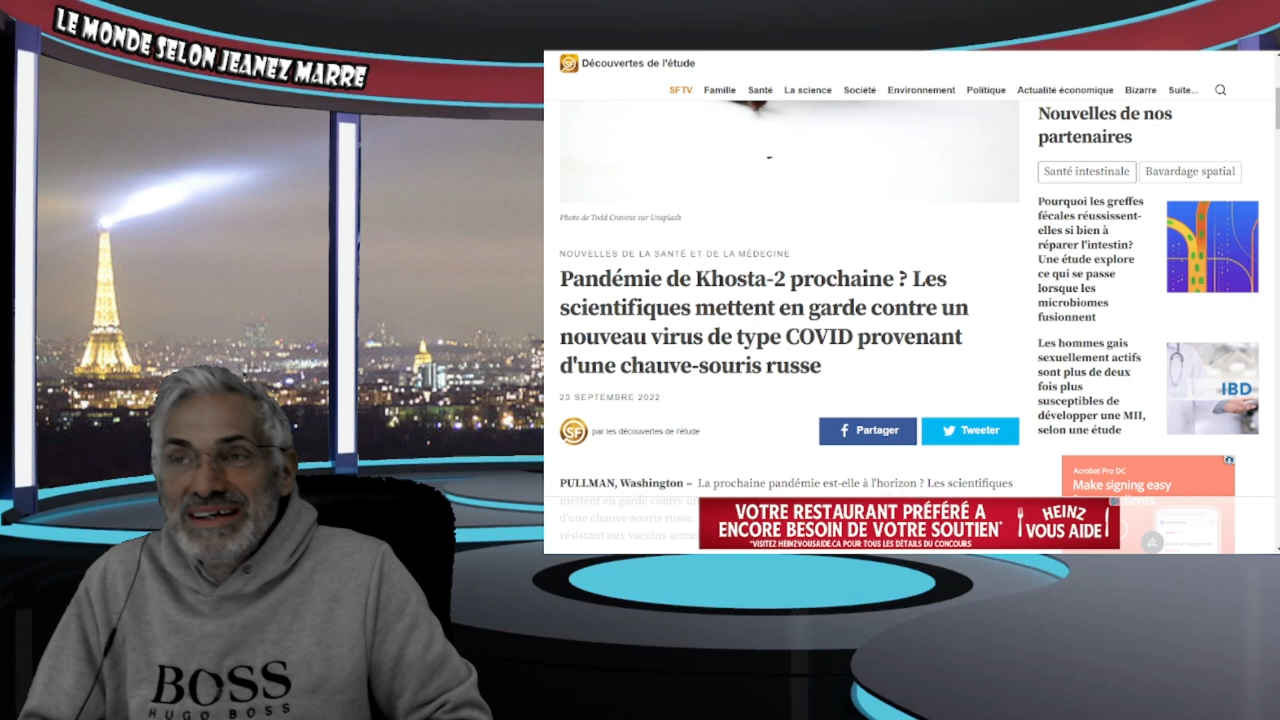 LE MONDE SELON JEANEZ MARRE
SF Découvertes de l'étude
SFTV Famille Santé La science Société Environnement Politique Actualité économique Bizarre Suite...
Photo de Todd Cravens sur Unsplash
NOUVELLES DE LA SANTÉ ET DE LA MÉDECINE
Pandémie de Khosta-2 prochaine ? Les
scientifiques mettent en garde contre un
nouveau virus de type COVID provenant
d'une chauve-souris russe
23 SEPTEMBRE 2022
SF par les découvertes de l'étude
Partager
Tweeter
PULLMAN, Washington – La prochaine pandémie est-elle à l'horizon ? Les scientifiques
mettent en garde contre un
d'une chauve-souris russe.
résistant aux vaccins
Nouvelles de nos
partenaires
Santé intestinale
Bavardage spatial
Pourquoi les greffes
fécales réussissent-
elles si bien à
réparer l'intestin?
Une étude explore
ce qui se passe
lorsque les
microbiomes
fusionnent
Les hommes gais
sexuellement actifs
sont plus de deux
fois plus
susceptibles de
développer une MII,
selon une étude
IBD
Acrobat Pro DC
Make signing easy
VOTRE RESTAURANT PRÉFÉRÉ A
ENCORE BESOIN DE VOTRE SOUTIEN*
*VISITEZ HEINZVOUSAIDE.CA POUR TOUS LES DÉTAILS DU CONCOURS
HEINZ
VOUS AIDE
BOSS
HUGO BOSS